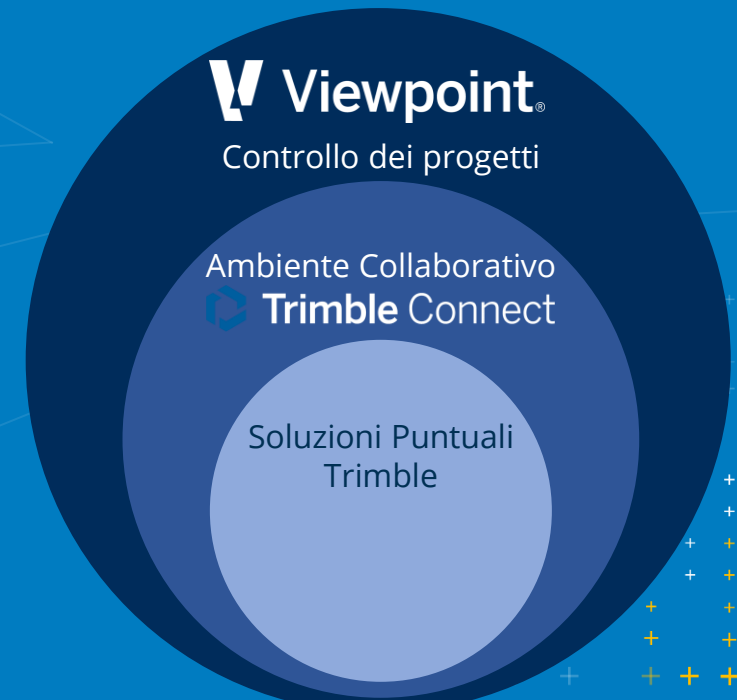 Viewpoint®
Controllo dei progetti
Ambiente Collaborativo
Trimble Connect
Soluzioni Puntuali
Trimble